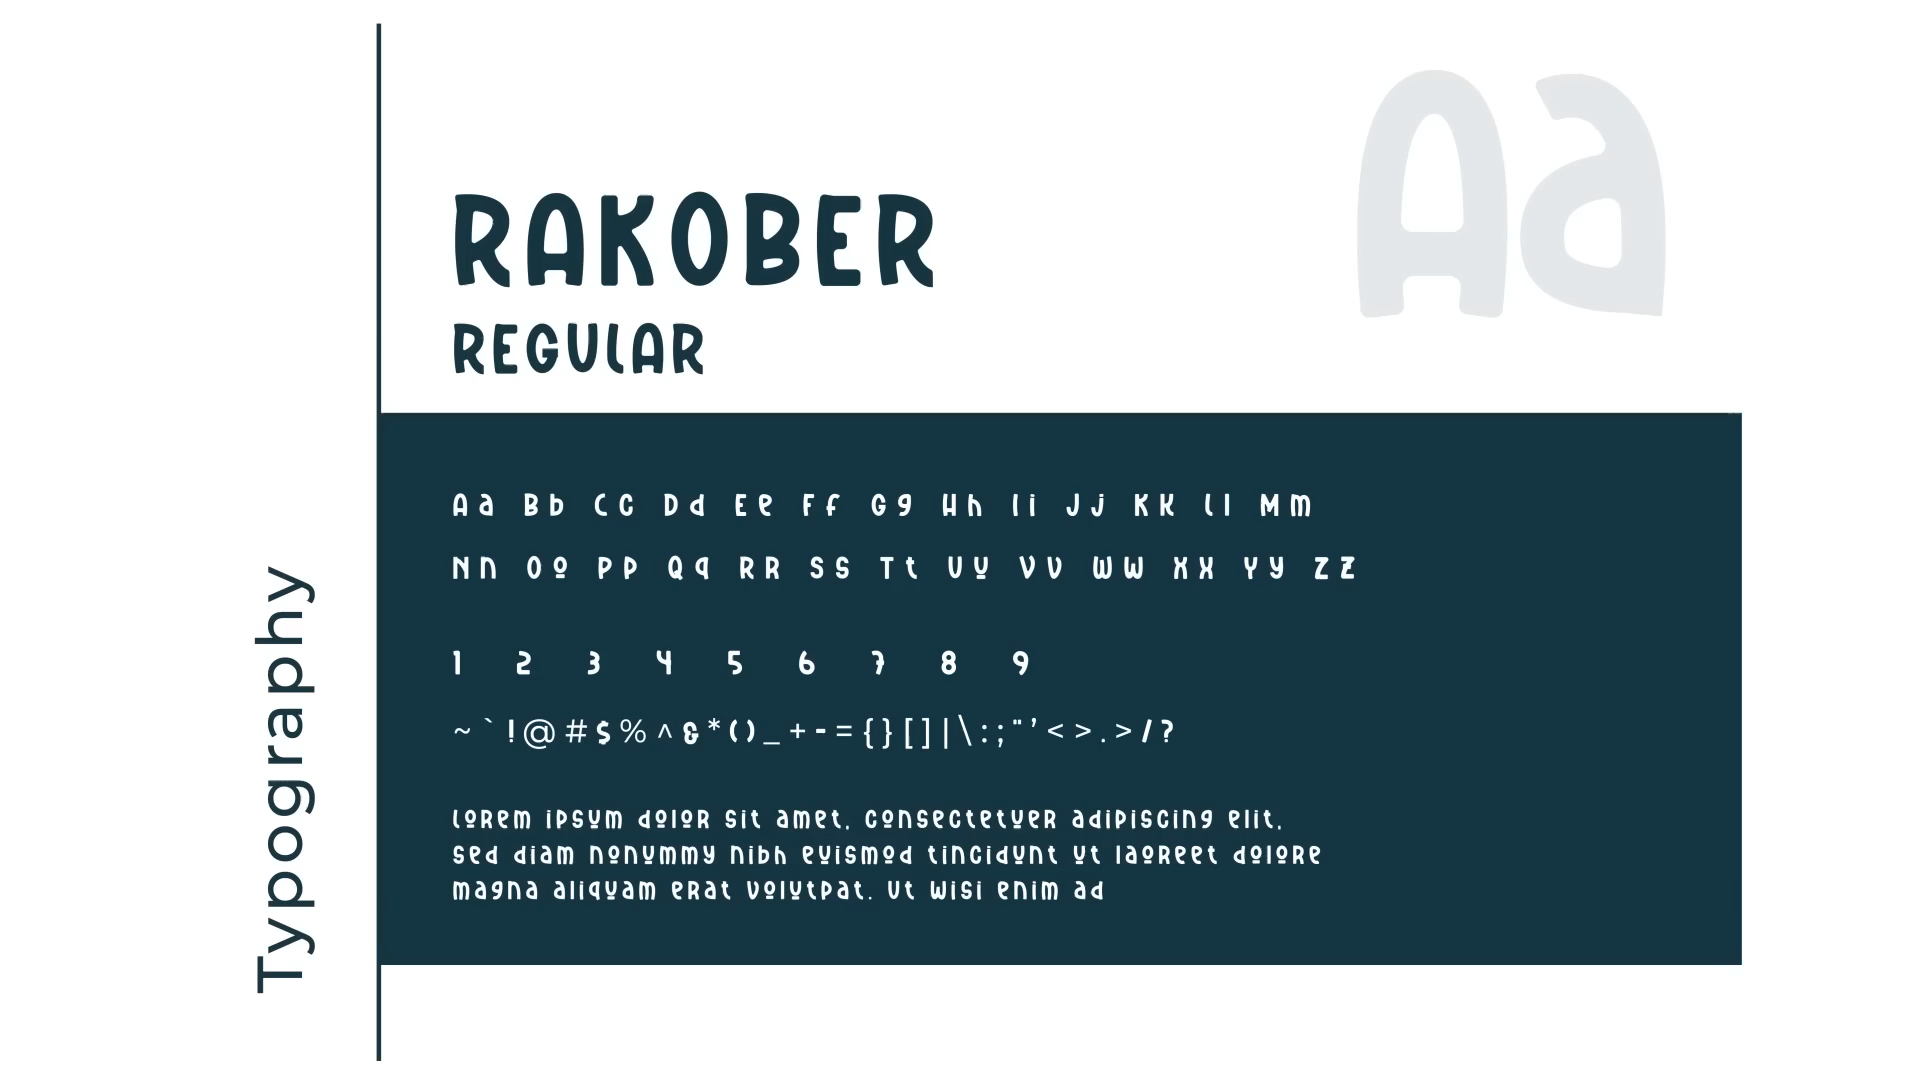 Typography
Aa
RAKOBER
REGULAR
Aa Bb Cc Dd Ee Ff Gg Hh Ii Jj Kk Ll Mm
Nn Oo Pp Qq Rr Ss Tt Uu Vv Ww Xx Yy Zz
1 2 3 4 5 6 7 8 9
~ ` ! @ # $ % ^ & * ( ) _ + - = { } [ ] | \ : ; " ' < > . > / ?
Lorem ipsum dolor sit amet, consectetuer adipiscing elit,
sed diam nonummy nibh euismod tincidunt ut laoreet dolore
magna aliquam erat volutpat. Ut wisi enim ad